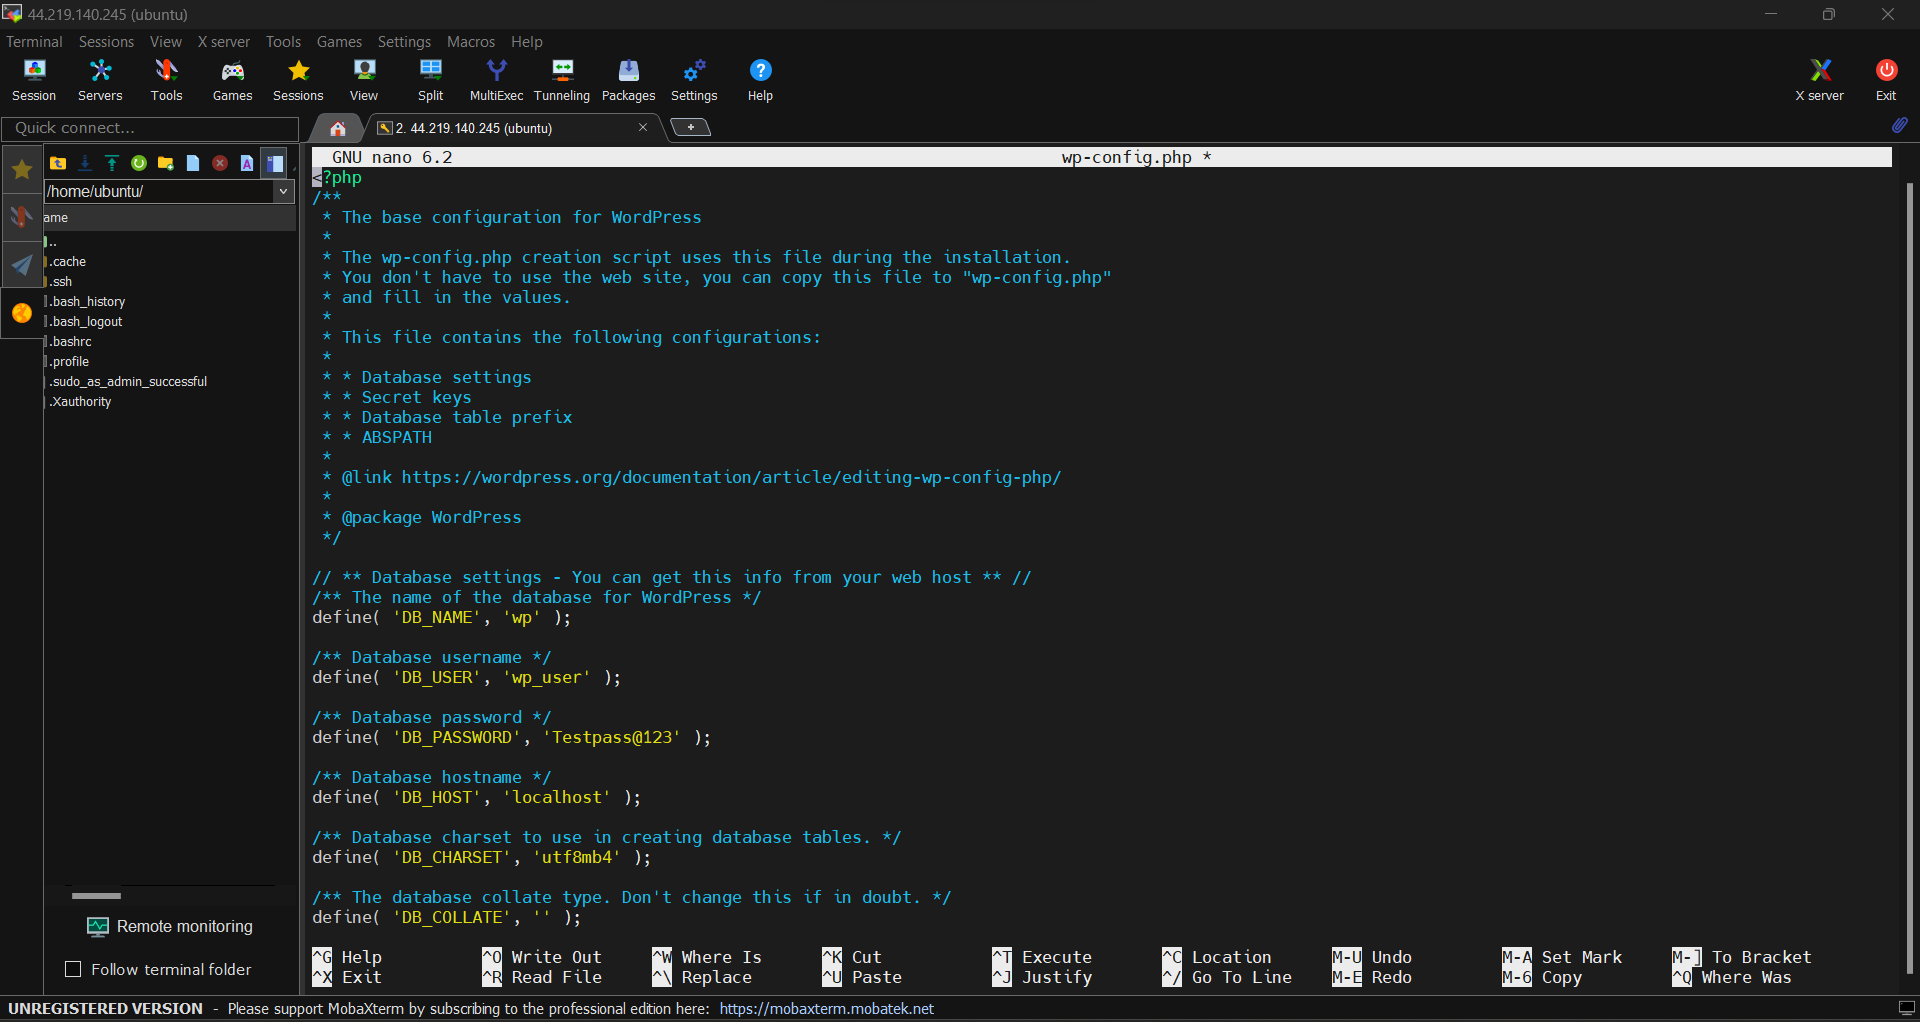 44.219.140.245 (ubuntu)
Terminal Sessions View X server Tools Games Settings Macros Help
Session Servers Tools Games Sessions View Split MultiExec Tunneling Packages Settings Help X server Exit
Quick connect...
2. 44.219.140.245 (ubuntu)
/home/ubuntu/
ame
..
.cache
.ssh
.bash_history
.bash_logout
.bashrc
.profile
.sudo_as_admin_successful
.Xauthority
Remote monitoring
Follow terminal folder
GNU nano 6.2 wp-config.php *
<?php
/**
* The base configuration for WordPress
*
* The wp-config.php creation script uses this file during the installation.
* You don't have to use the web site, you can copy this file to "wp-config.php"
* and fill in the values.
*
* This file contains the following configurations:
*
* * Database settings
* * Secret keys
* * Database table prefix
* * ABSPATH
*
* @link https://wordpress.org/documentation/article/editing-wp-config-php/
*
* @package WordPress
*/
// ** Database settings - You can get this info from your web host ** //
/** The name of the database for WordPress */
define( 'DB_NAME', 'wp' );
/** Database username */
define( 'DB_USER', 'wp_user' );
/** Database password */
define( 'DB_PASSWORD', 'Testpass@123' );
/** Database hostname */
define( 'DB_HOST', 'localhost' );
/** Database charset to use in creating database tables. */
define( 'DB_CHARSET', 'utf8mb4' );
/** The database collate type. Don't change this if in doubt. */
define( 'DB_COLLATE', '' );
^G Help ^O Write Out ^W Where Is ^K Cut ^T Execute ^C Location M-U Undo M-A Set Mark M-] To Bracket
^X Exit ^R Read File ^\ Replace ^U Paste ^J Justify ^/ Go To Line M-E Redo M-6 Copy ^Q Where Was
UNREGISTERED VERSION - Please support MobaXterm by subscribing to the professional edition here: https://mobaxterm.mobatek.net